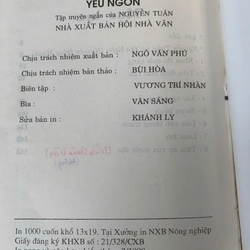 YÊU NGÔN
Tập truyện ngắn của NGUYỄN TUÂN
NHÀ XUẤT BẢN HỘI NHÀ VĂN
Chịu trách nhiệm xuất bản : NGÔ VĂN PHÚ
Chịu trách nhiệm bản thảo : BÙI HÒA
Biên tập : VƯƠNG TRÍ NHÀN
Bìa : VĂN SÁNG
Sửa bản in : KHÁNH LY
In 1000 cuốn khổ 13x19. Tại Xưởng in NXB Nông nghiệp
Giấy đăng ký KHXB số : 21/328/CXB